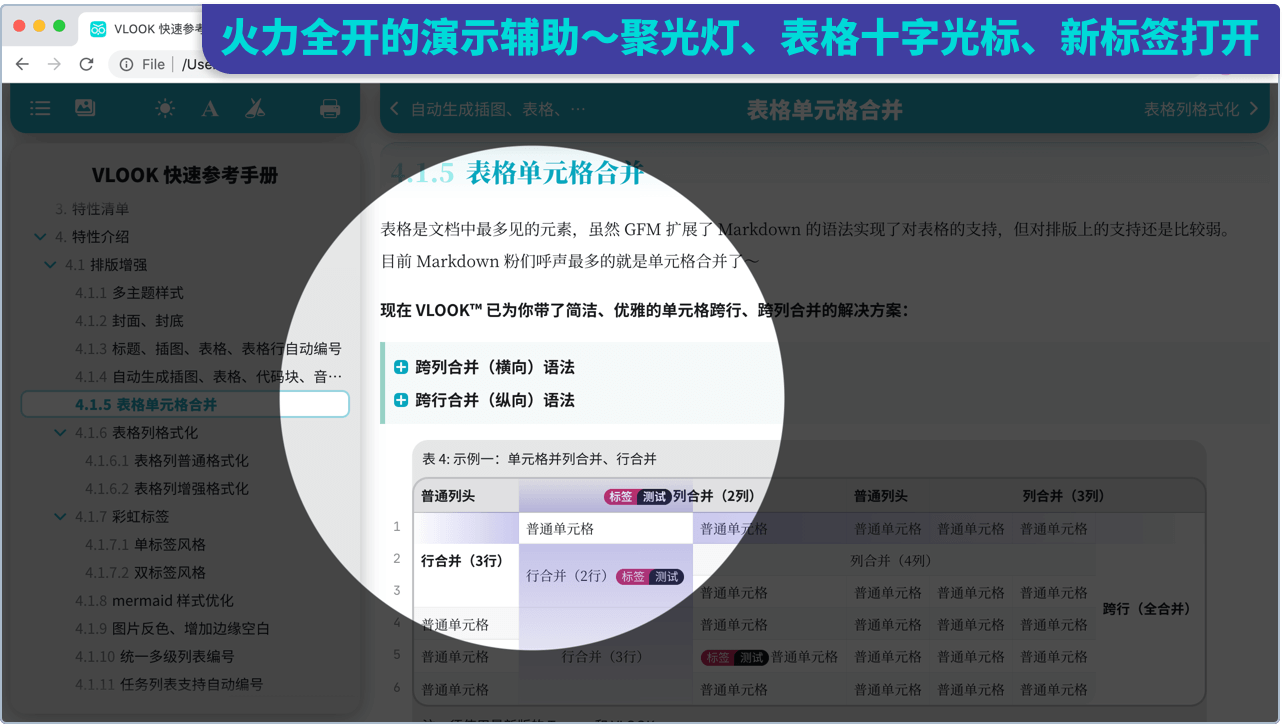 火力全开的演示辅助～聚光灯、表格十字光标、新标签打开
VLOOK 快速参考
File
/Use
自动生成插图、表格、…
表格单元格合并
表格列格式化
VLOOK 快速参考手册
3. 特性清单
4. 特性介绍
4.1 排版增强
4.1.1 多主题样式
4.1.2 封面、封底
4.1.3 标题、插图、表格、表格行自动编号
4.1.4 自动生成插图、表格、代码块、音…
4.1.5 表格单元格合并
4.1.6 表格列格式化
4.1.6.1 表格列普通格式化
4.1.6.2 表格列增强格式化
4.1.7 彩虹标签
4.1.7.1 单标签风格
4.1.7.2 双标签风格
4.1.8 mermaid 样式优化
4.1.9 图片反色、增加边缘空白
4.1.10 统一多级列表编号
4.1.11 任务列表支持自动编号
4.1.5 表格单元格合并
表格是文档中最多见的元素，虽然 GFM 扩展了 Markdown 的语法实现了对表格的支持，但对排版上的支持还是比较弱。
目前 Markdown 粉们呼声最多的就是单元格合并了～
现在 VLOOK™ 已为你带了简洁、优雅的单元格跨行、跨列合并的解决方案：
跨列合并（横向）语法
跨行合并（纵向）语法
表 4: 示例一：单元格并列合并、行合并
普通列头 标签 测试 列合并（2列） 普通列头 列合并（3列）
1 普通单元格 普通单元格 普通单元格 普通单元格 普通单元格
2 行合并（3行） 行合并（2行） 标签 测试 列合并（4列） 跨行（全合并）
3 普通单元格 普通单元格 普通单元格 普通单元格
4 普通单元格 行合并（3行） 普通单元格 普通单元格 普通单元格 普通单元格
5 普通单元格 标签 测试 普通单元格 普通单元格 普通单元格 普通单元格
6 普通单元格 普通单元格 普通单元格 普通单元格 普通单元格